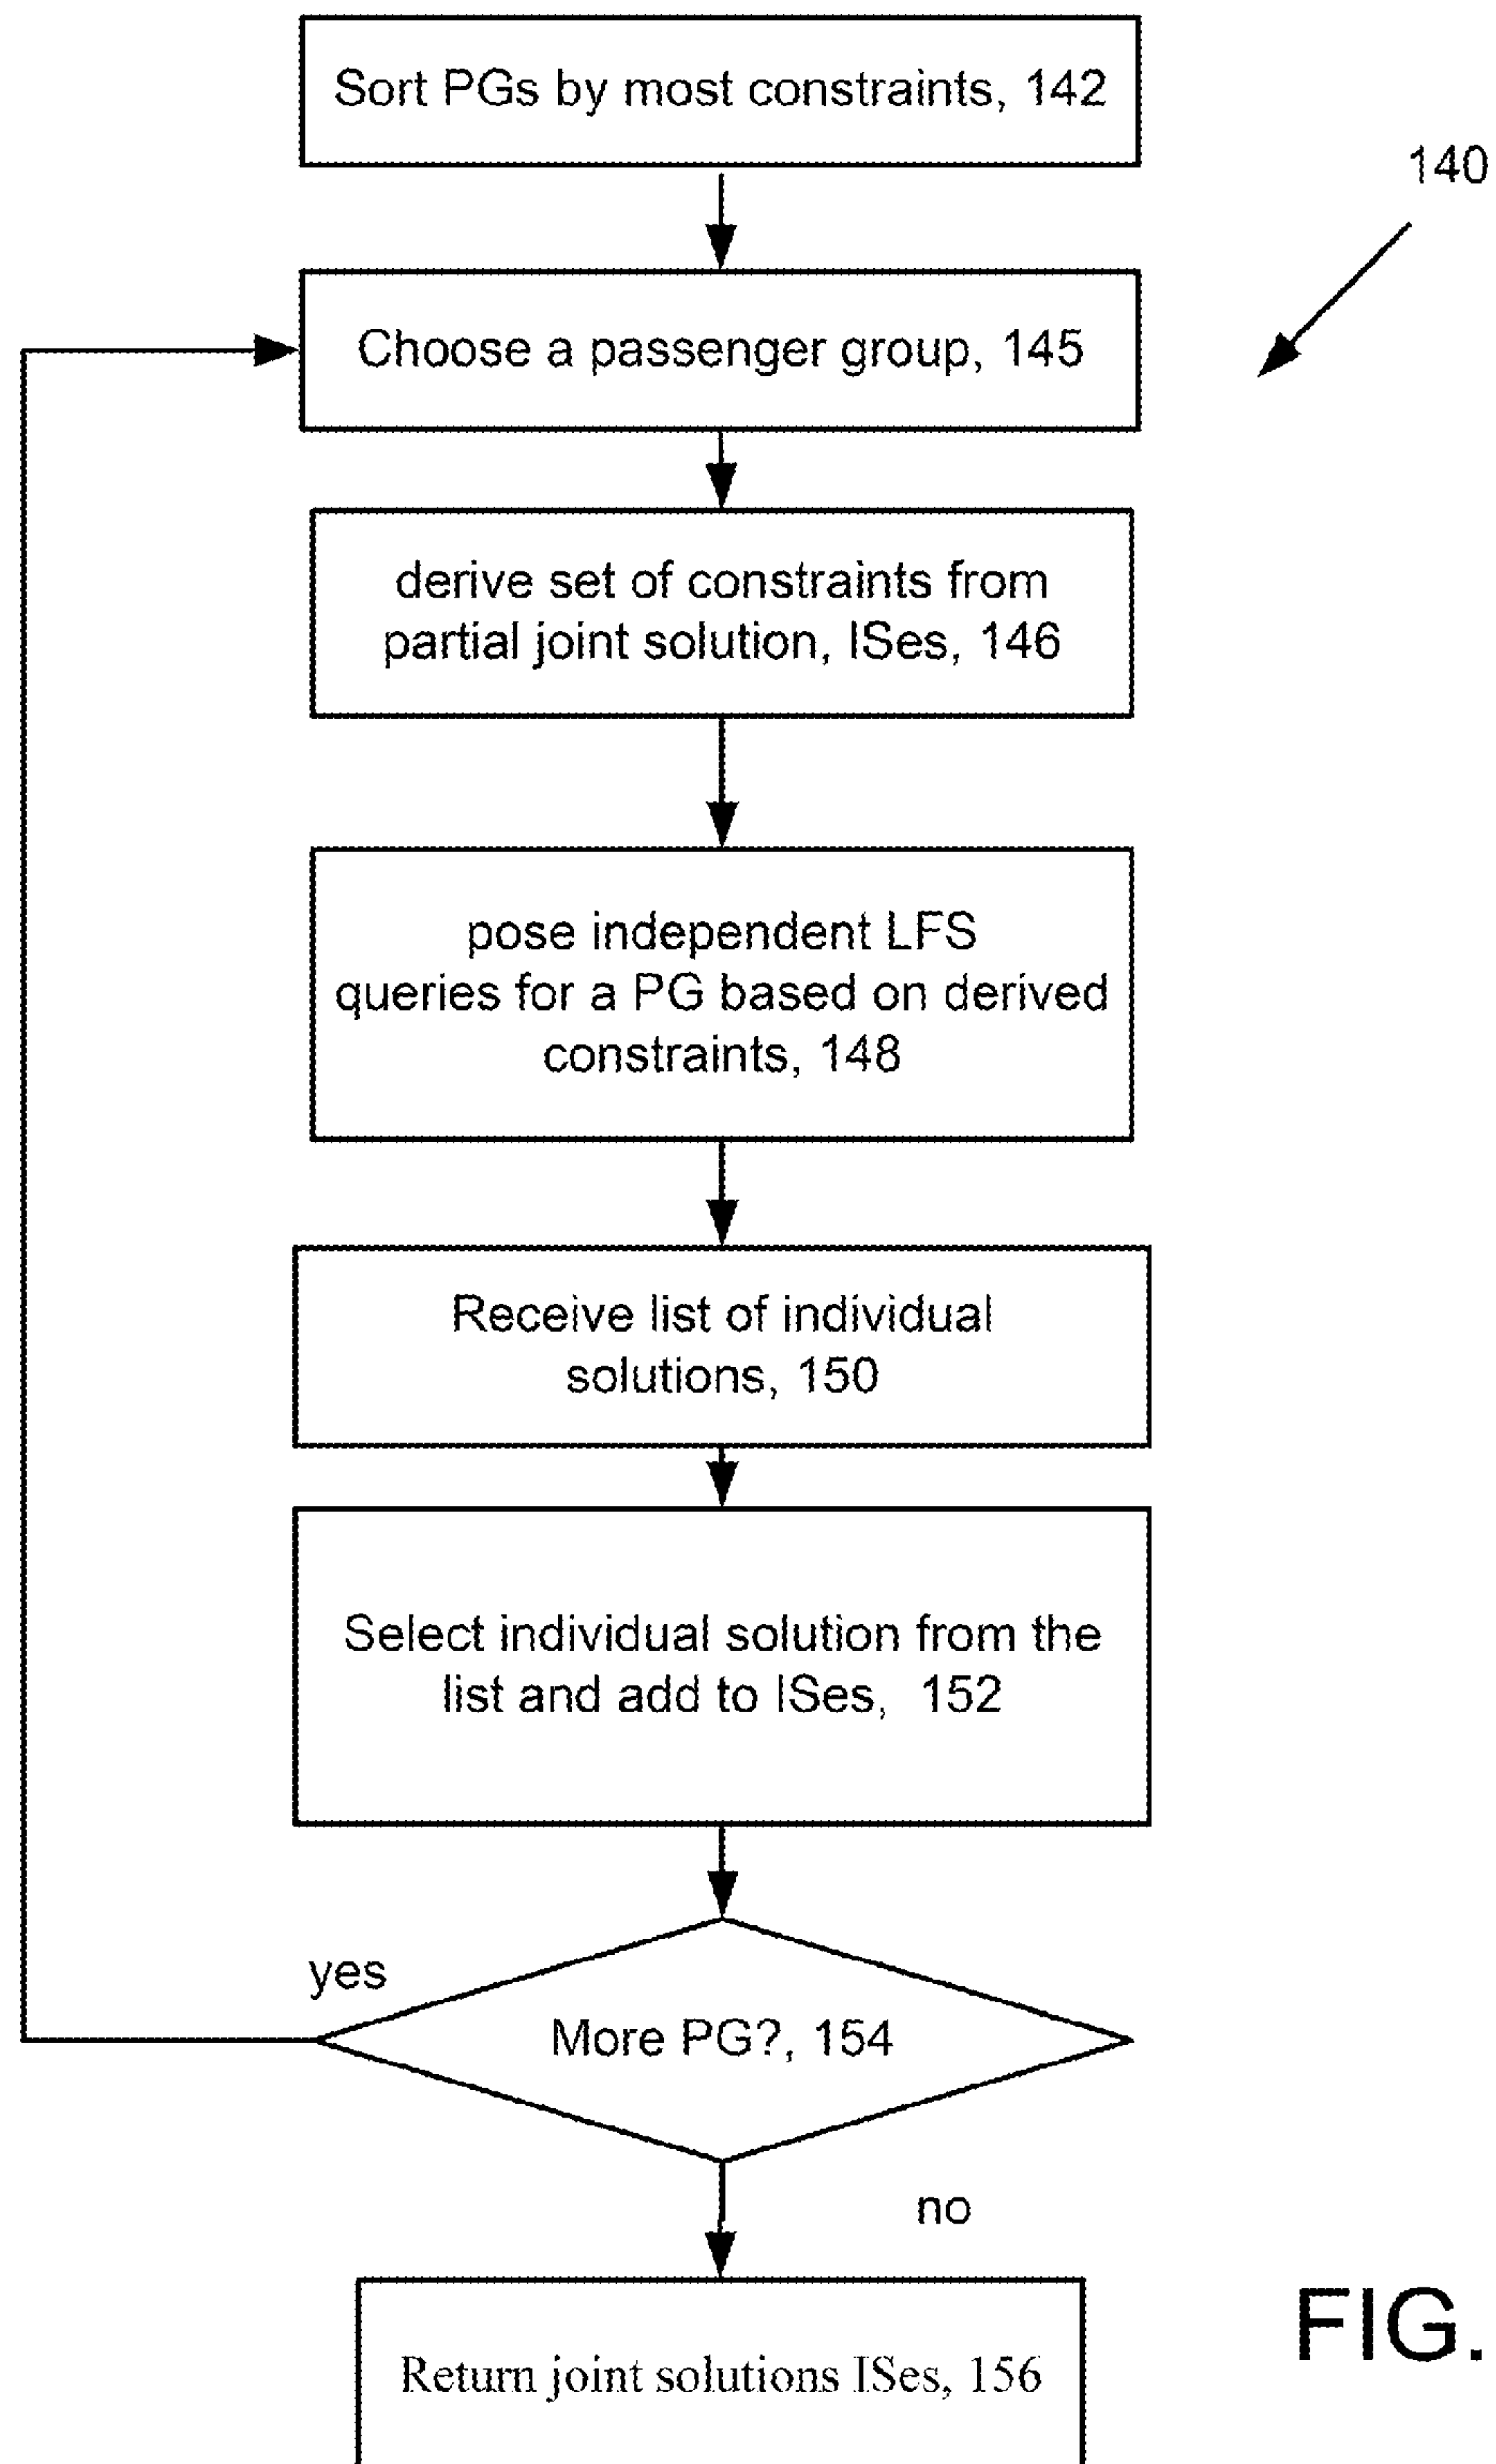 Sort PGs by most constraints, 142
140
Choose a passenger group, 145
derive set of constraints from
partial joint solution, ISes, 146
pose independent LFS
queries for a PG based on derived
constraints, 148
Receive list of individual
solutions, 150
Select individual solution from the
list and add to ISes, 152
yes
More PG?, 154
no
FIG.
Return joint solutions ISes, 156